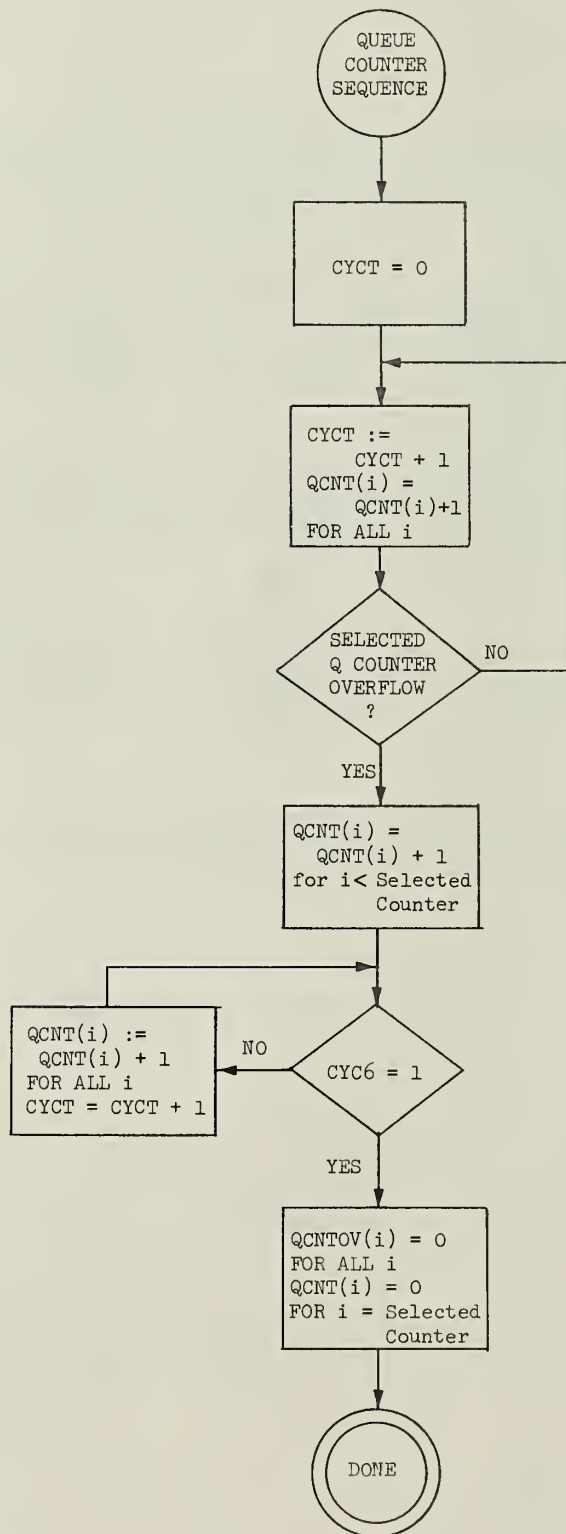 QUEUE
COUNTER
SEQUENCE
CYCT = 0
CYCT :=
CYCT + 1
QCNT(i) =
QCNT(i)+1
FOR ALL i
SELECTED
Q COUNTER
OVERFLOW
?
NO
YES
QCNT(i) =
QCNT(i) + 1
for i< Selected
Counter
QCNT(i) :=
QCNT(i) + 1
FOR ALL i
CYCT = CYCT + 1
NO
CYC6 = 1
YES
QCNTOV(i) = 0
FOR ALL i
QCNT(i) = 0
FOR i = Selected
Counter
DONE